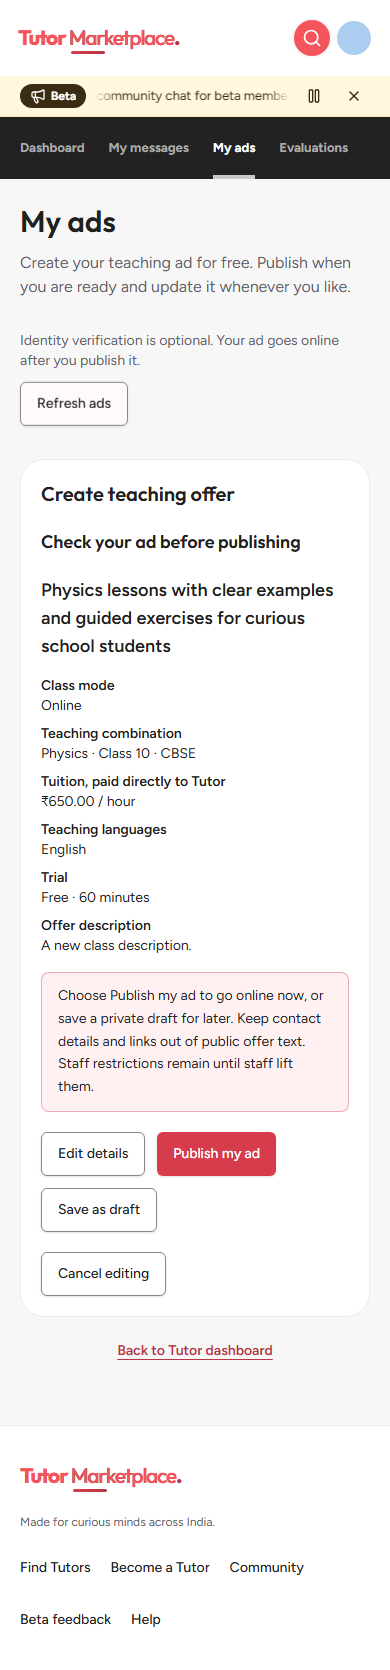 Tutor Marketplace.
Beta community chat for beta
Dashboard My messages My ads Evaluations
My ads
Create your teaching ad for free. Publish when
you are ready and update it whenever you like.
Identity verification is optional. Your ad goes online
after you publish it.
Refresh ads
Create teaching offer
Check your ad before publishing
Physics lessons with clear examples
and guided exercises for curious
school students
Class mode
Online
Teaching combination
Physics · Class 10 · CBSE
Tuition, paid directly to Tutor
₹650.00 / hour
Teaching languages
English
Trial
Free · 60 minutes
Offer description
A new class description.
Choose Publish my ad to go online now, or
save a private draft for later. Keep contact
details and links out of public offer text.
Staff restrictions remain until staff lift
them.
Edit details Publish my ad
Save as draft
Cancel editing
Back to Tutor dashboard
Tutor Marketplace.
Made for curious minds across India.
Find Tutors Become a Tutor Community
Beta feedback Help